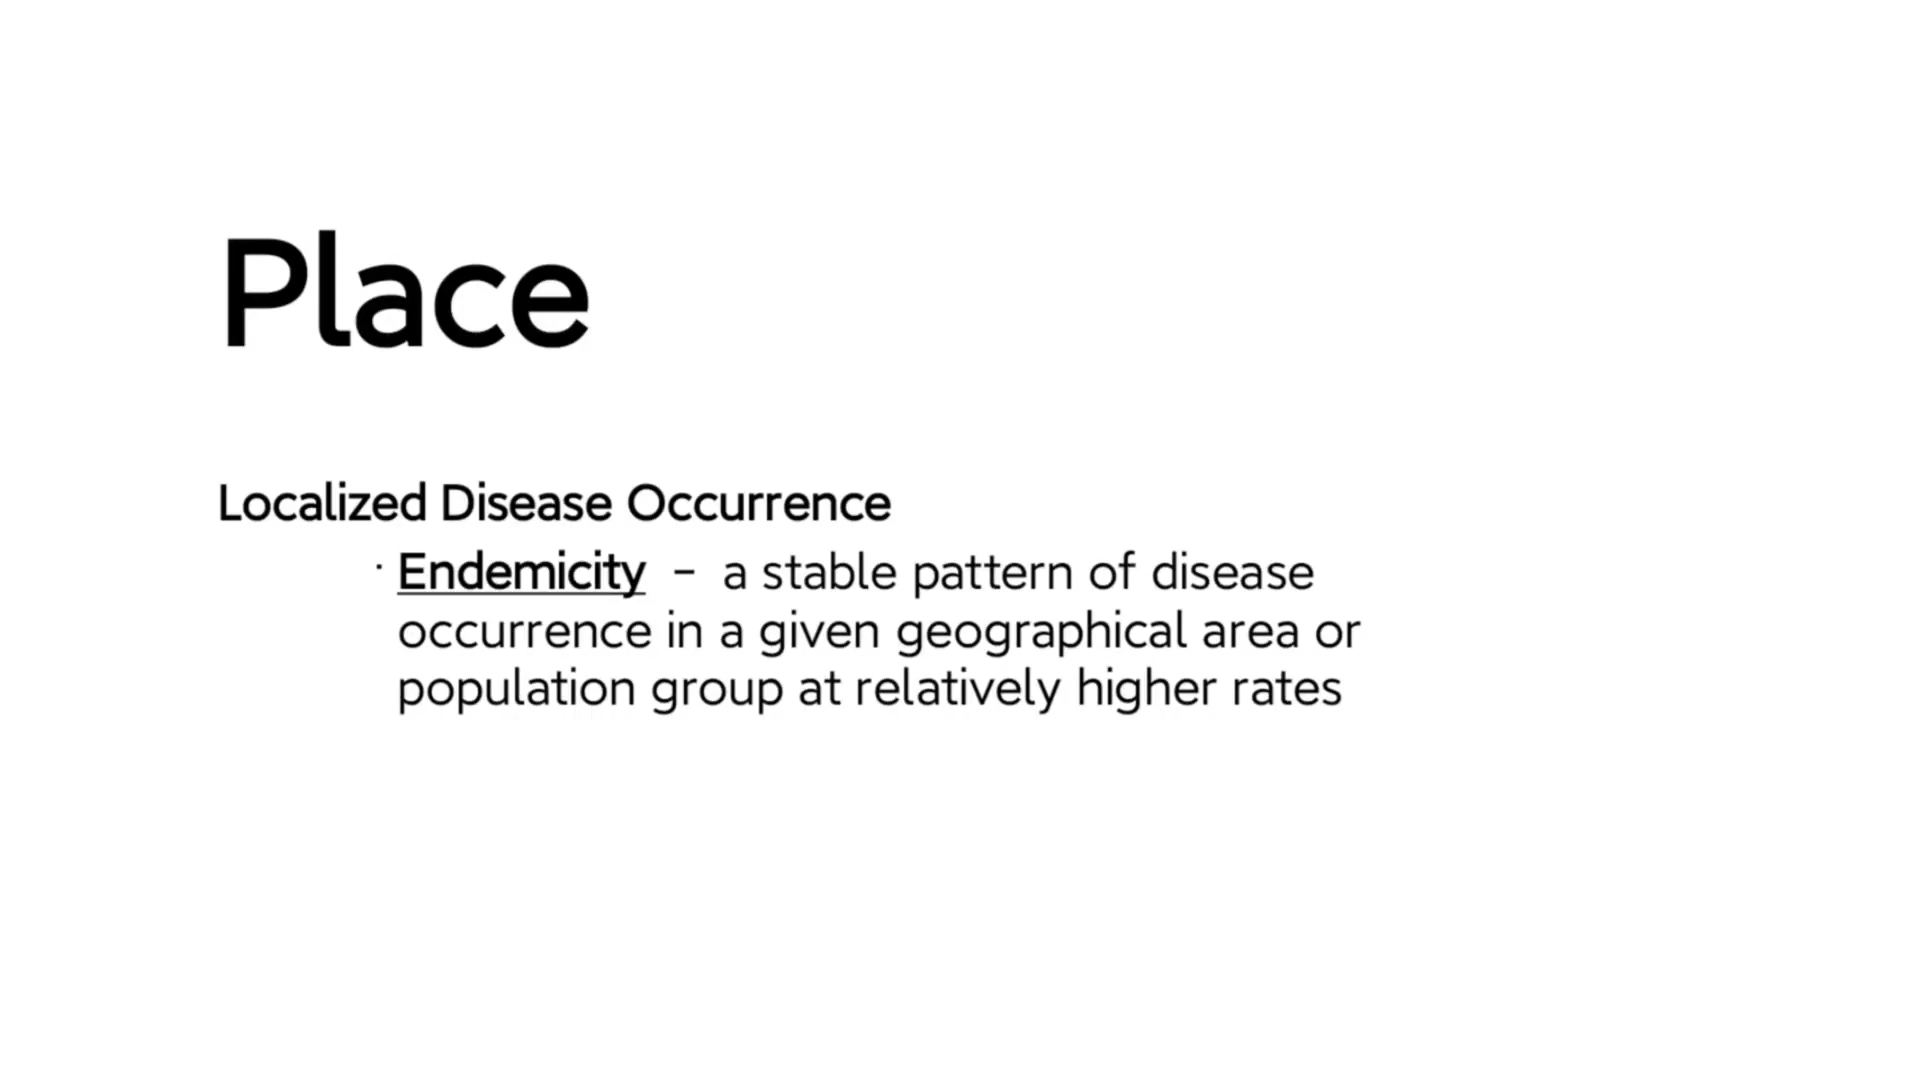 Place
Localized Disease Occurrence
· Endemicity – a stable pattern of disease
occurrence in a given geographical area or
population group at relatively higher rates